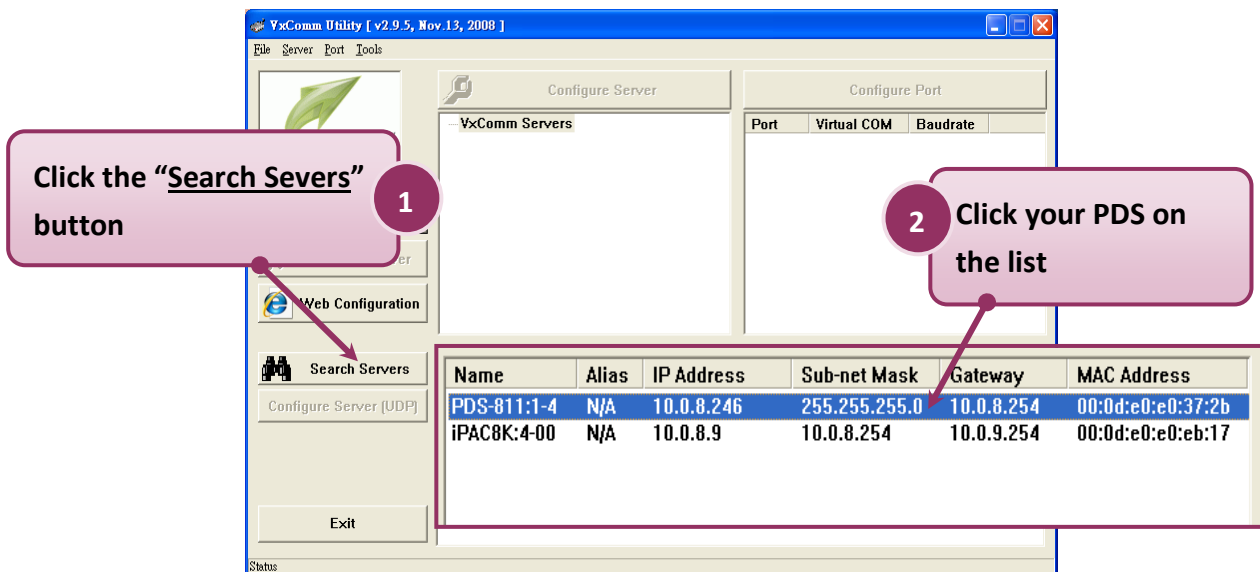 VxComm Utility [ v2.9.5, Nov.13, 2008 ]
File Server Port Tools
Configure Server
Configure Port
VxComm Servers
Port Virtual COM Baudrate
Click the “Search Severs”
button
1
2
Click your PDS on
the list
er
Web Configuration
Search Servers
Configure Server (UDP)
Exit
Name Alias IP Address Sub-net Mask Gateway MAC Address
PDS-811:1-4 N/A 10.0.8.246 255.255.255.0 10.0.8.254 00:0d:e0:e0:37:2b
iPAC8K:4-00 N/A 10.0.8.9 10.0.8.254 10.0.9.254 00:0d:e0:e0:eb:17
Status